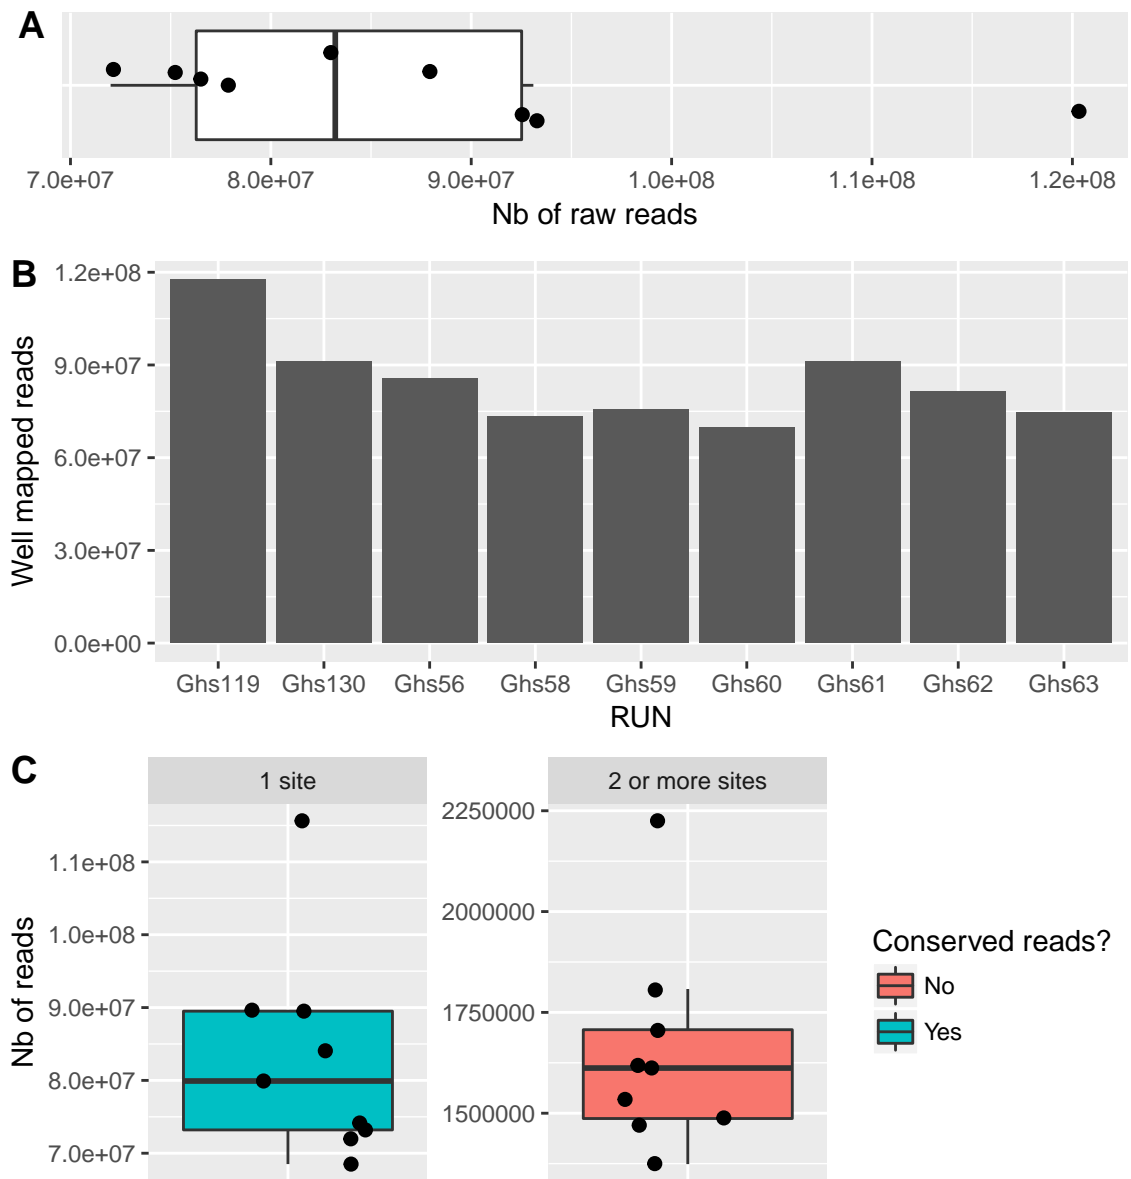 A
7.0e+07 8.0e+07 9.0e+07 1.0e+08 1.1e+08 1.2e+08
Nb of raw reads
B
Well mapped reads
1.2e+08
9.0e+07
6.0e+07
3.0e+07
0.0e+00
Ghs119 Ghs130 Ghs56 Ghs58 Ghs59 Ghs60 Ghs61 Ghs62 Ghs63
RUN
C
Nb of reads
1 site
1.1e+08
1.0e+08
9.0e+07
8.0e+07
7.0e+07
2 or more sites
2250000
2000000
1750000
1500000
Conserved reads?
No
Yes